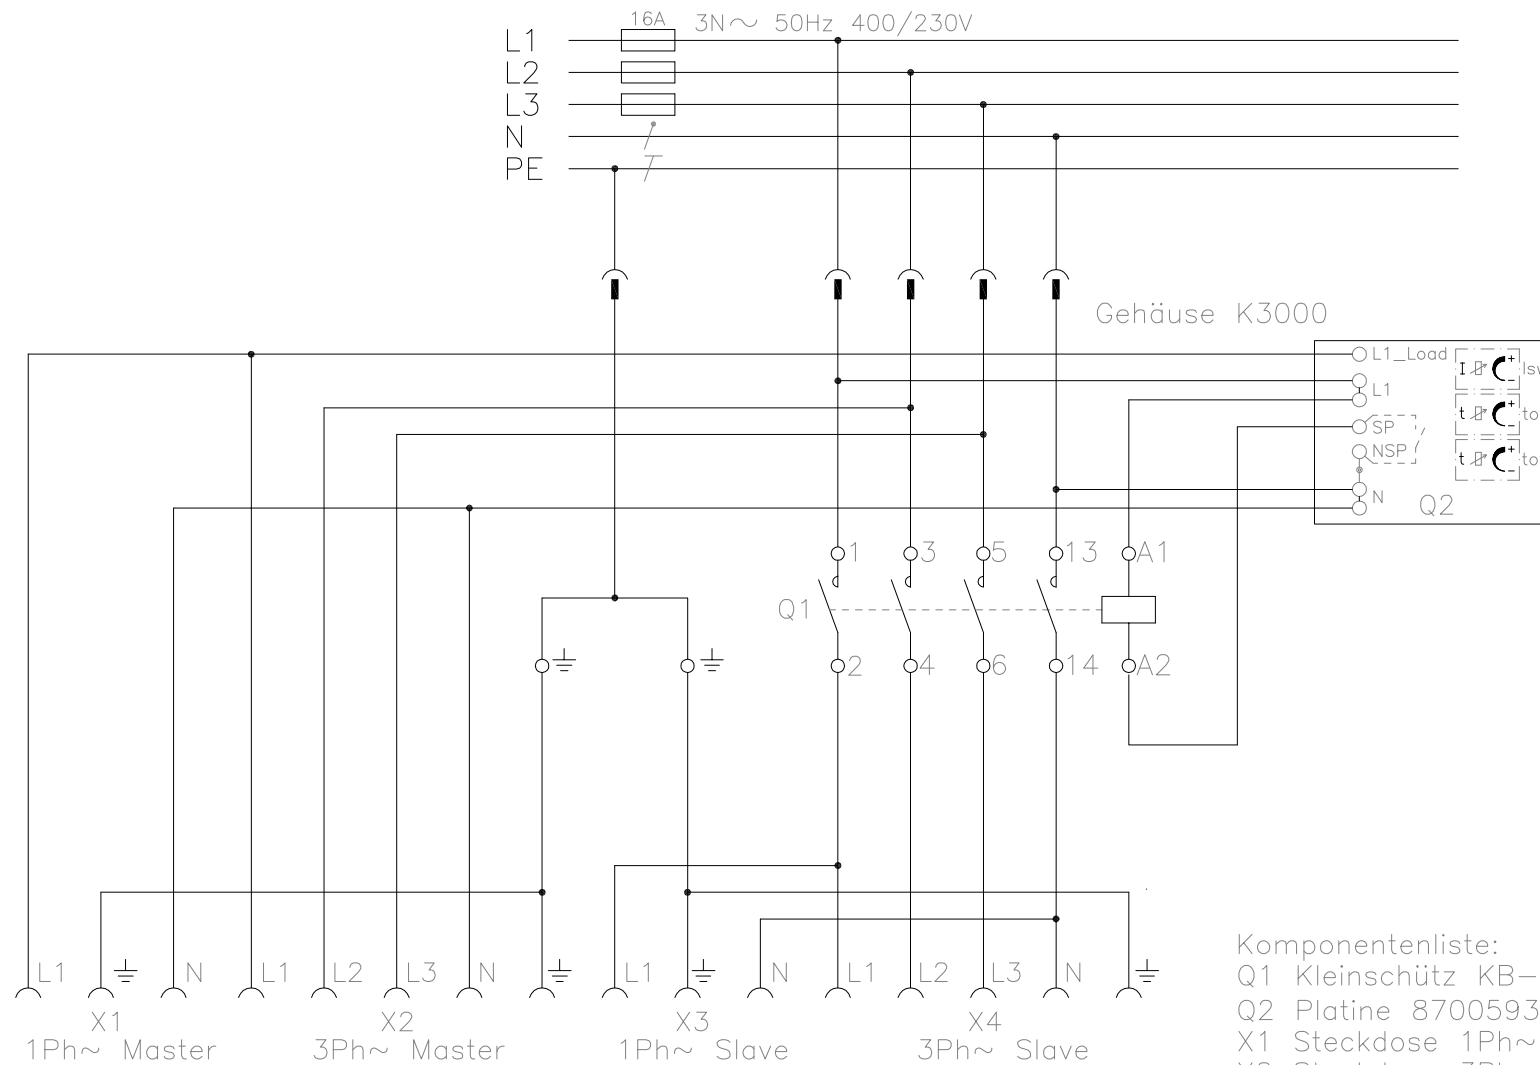 16A 3N~ 50Hz 400/230V
L1
L2
L3
N
PE
Gehäuse K3000
L1_Load
I
L1
t
SP
NSP
t
N
Q2
1 3 5 13 A1
Q1
2 4 6 14 A2
L1 N L1 L2 L3 N L1 N L1 L2 L3 N
X1 X2 X3 X4
1Ph~ Master 3Ph~ Master 1Ph~ Slave 3Ph~ Slave
Komponentenliste:
Q1 Kleinschütz KB-
Q2 Platine 8700593
X1 Steckdose 1Ph~